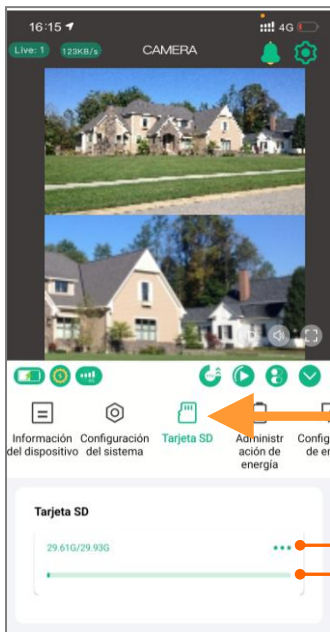 16:15
4G
Live: 1
123KB/s
CAMERA
Información
del dispositivo
Configuración
del sistema
Tarjeta SD
Administr
ación de
energía
Config
de e
Tarjeta SD
29.61G/29.93G